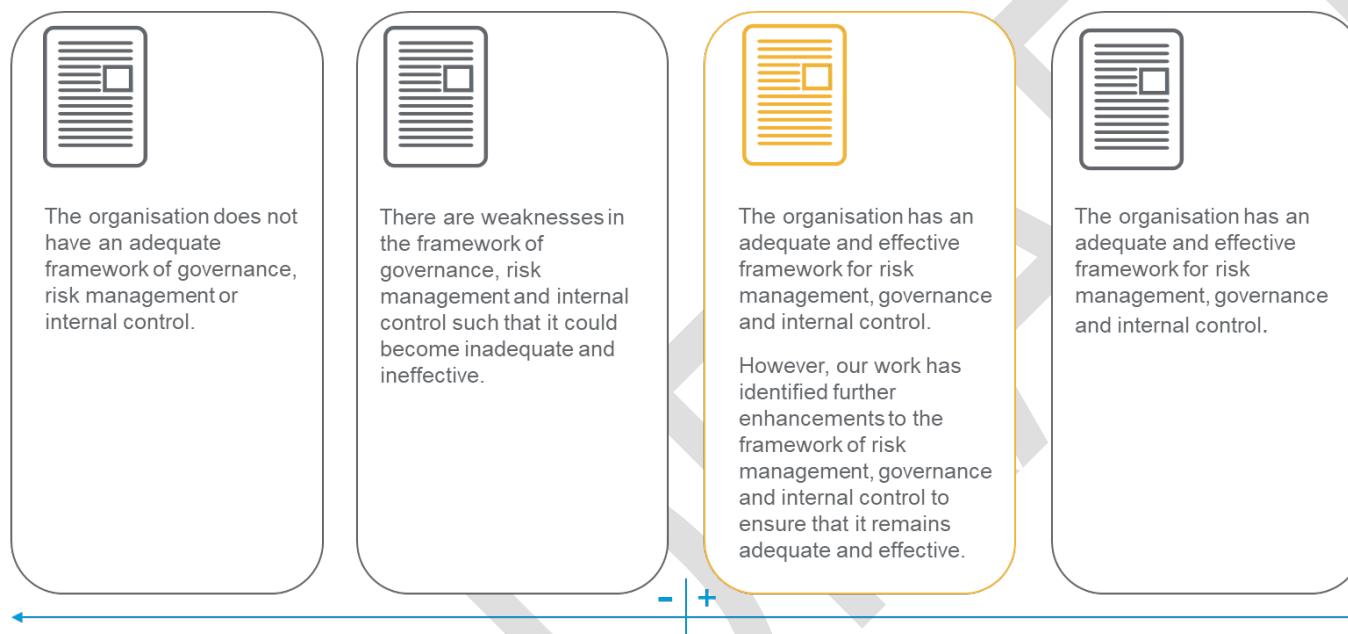 The organisation does not
have an adequate
framework of governance,
risk management or
internal control.
There are weaknesses in
the framework of
governance, risk
management and internal
control such that it could
become inadequate and
ineffective.
The organisation has an
adequate and effective
framework for risk
management, governance
and internal control.
However, our work has
identified further
enhancements to the
framework of risk
management, governance
and internal control to
ensure that it remains
adequate and effective.
The organisation has an
adequate and effective
framework for risk
management, governance
and internal control.
- +